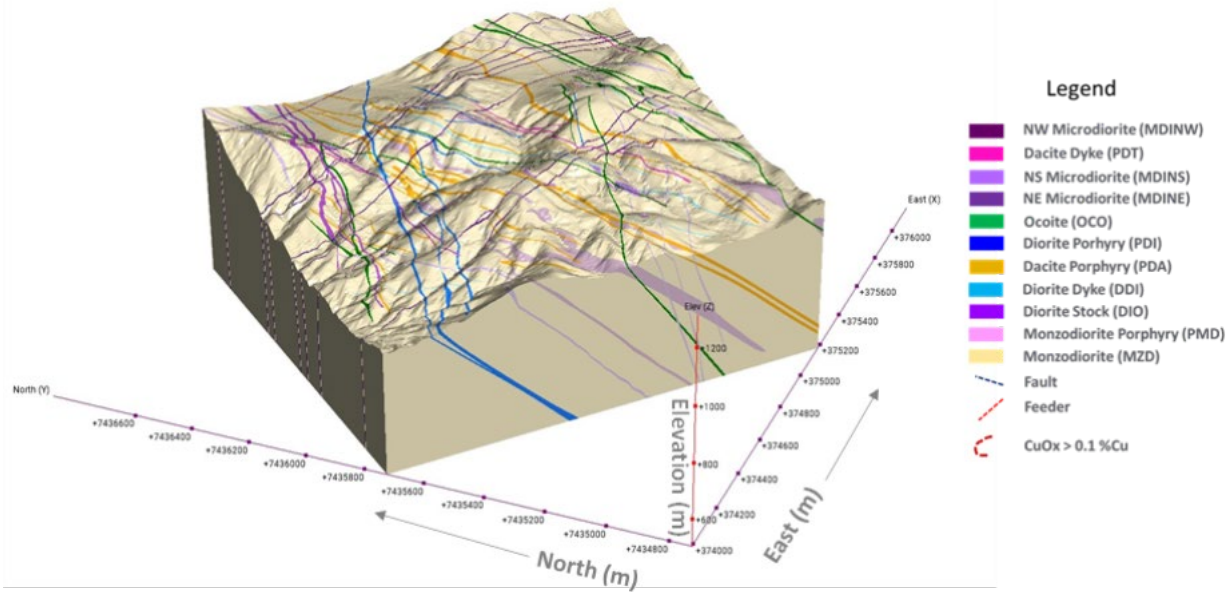 Legend
NW Microdiorite (MDINW)
Dacite Dyke (PDT)
NS Microdiorite (MDINS)
NE Microdiorite (MDINE)
Ocoite (OCO)
Diorite Porhyry (PDI)
Dacite Porphyry (PDA)
Diorite Dyke (DDI)
Diorite Stock (DIO)
Monzodiorite Porphyry (PMD)
Monzodiorite (MZD)
Fault
Feeder
CuOx > 0.1 %Cu
East (X)
+376000
+375800
+375600
+375400
+375200
+375000
+374800
+374600
+374400
+374200
+374000
East (m)
Elev (Z)
+1200
+1000
+800
+600
Elevation (m)
North (Y)
+7436600
+7436400
+7436200
+7436000
+7435800
+7435600
+7435400
+7435200
+7435000
+7434800
North (m)